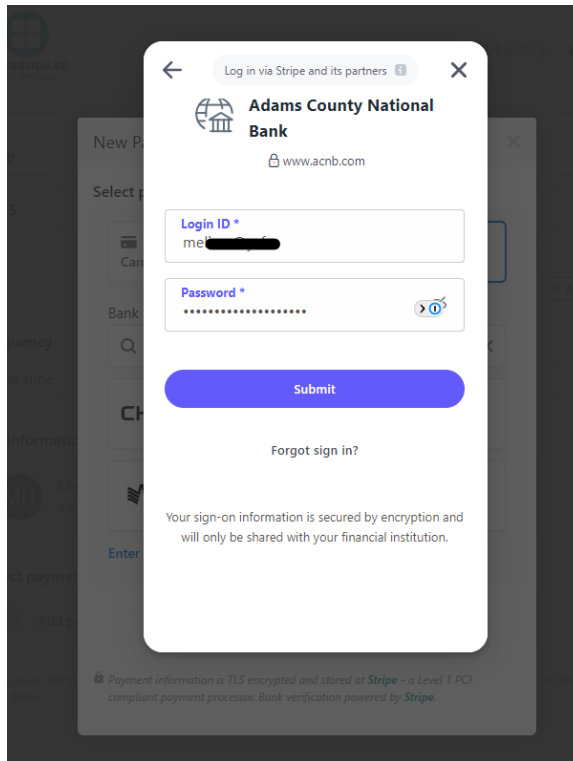 Log in via Stripe and its partners
Adams County National
Bank
www.acnb.com
New P
Select p
Login ID *
Card
Password *
••••••••••••••••••••
Bank
Submit
CH
Forgot sign in?
Your sign-on information is secured by encryption and
will only be shared with your financial institution.
Enter
Payment information is TLS encrypted and stored at Stripe - a Level 1 PCI
compliant payment processor. Bank verification powered by Stripe.